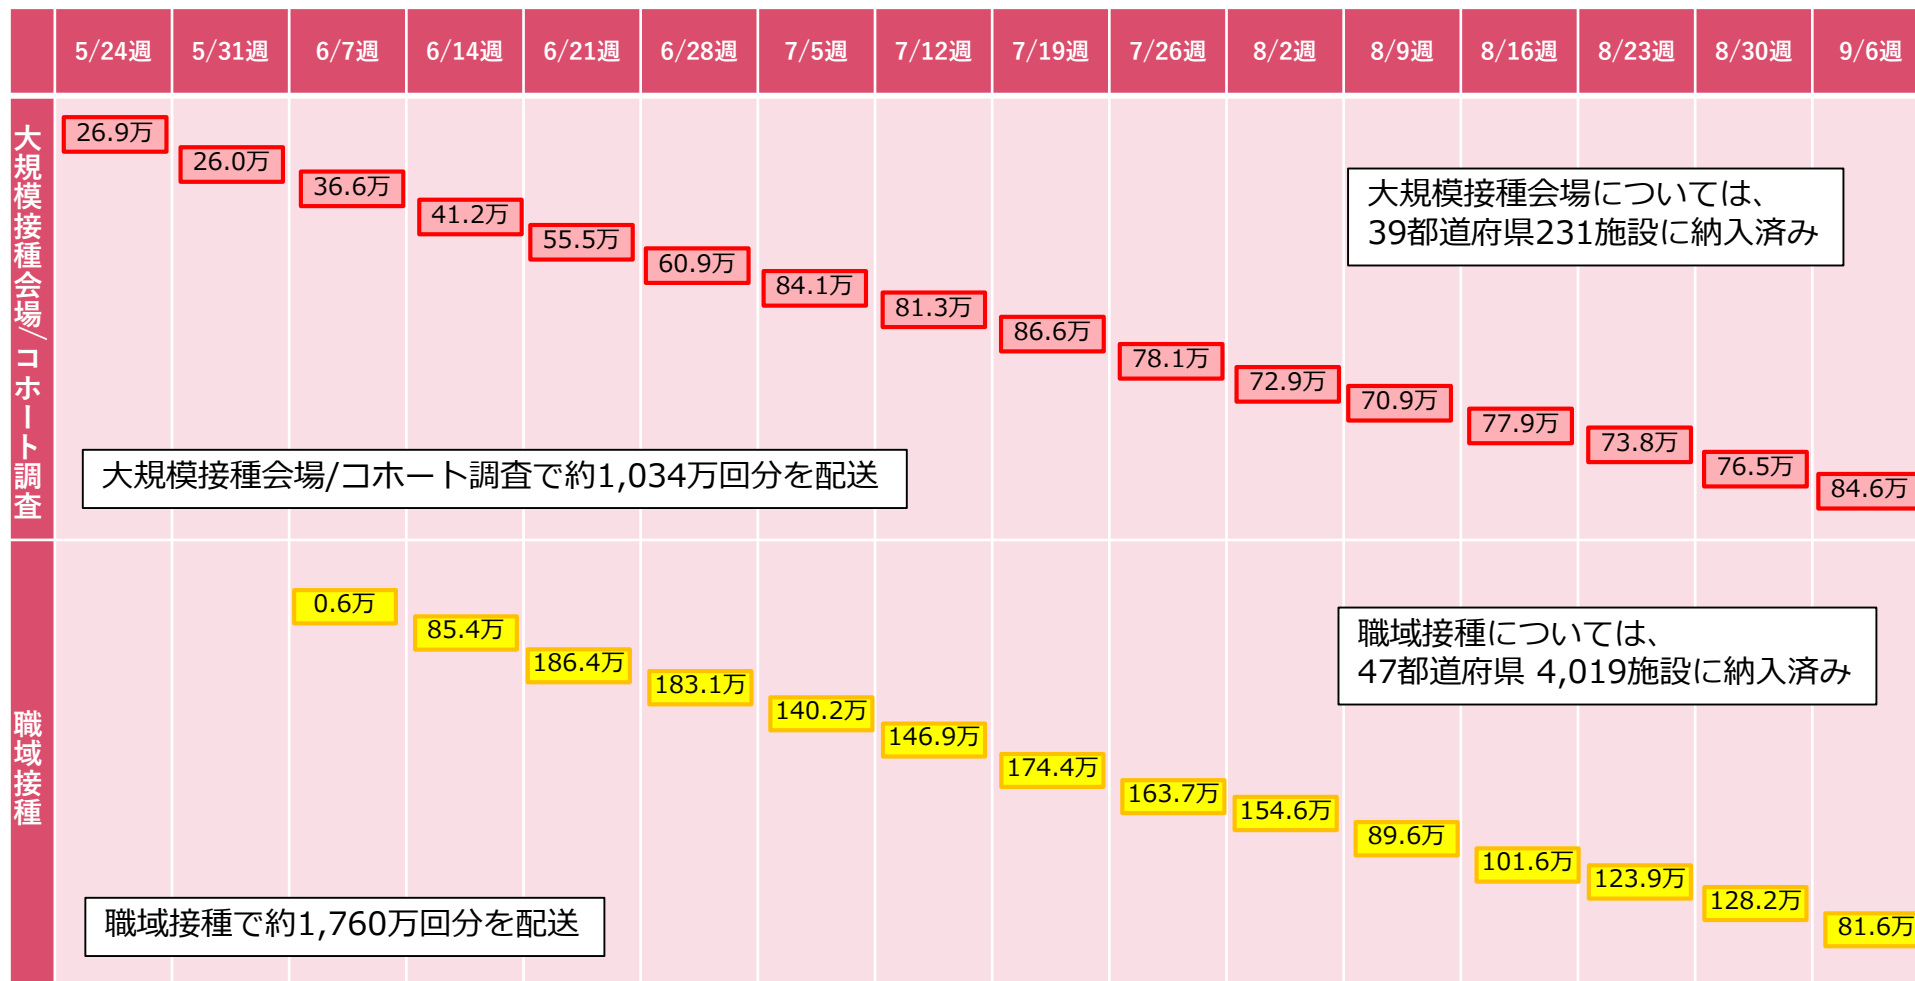 5/24週 5/31週 6/7週 6/14週 6/21週 6/28週 7/5週 7/12週 7/19週 7/26週 8/2週 8/9週 8/16週 8/23週 8/30週 9/6週
大規模接種会場/コホート調査
26.9万
26.0万
36.6万
41.2万
55.5万
60.9万
84.1万
81.3万
86.6万
78.1万
72.9万
70.9万
77.9万
73.8万
76.5万
84.6万
大規模接種会場については、
39都道府県231施設に納入済み
大規模接種会場/コホート調査で約1,034万回分を配送
職域接種
0.6万
85.4万
186.4万
183.1万
140.2万
146.9万
174.4万
163.7万
154.6万
89.6万
101.6万
123.9万
128.2万
81.6万
職域接種については、
47都道府県 4,019施設に納入済み
職域接種で約1,760万回分を配送